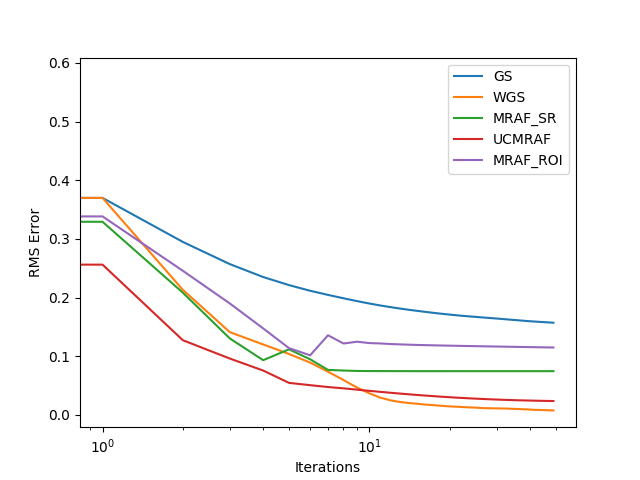 0.6
0.5
0.4
0.3
0.2
0.1
0.0
RMS Error
GS
WGS
MRAF_SR
UCMRAF
MRAF_ROI
10⁰
10¹
Iterations